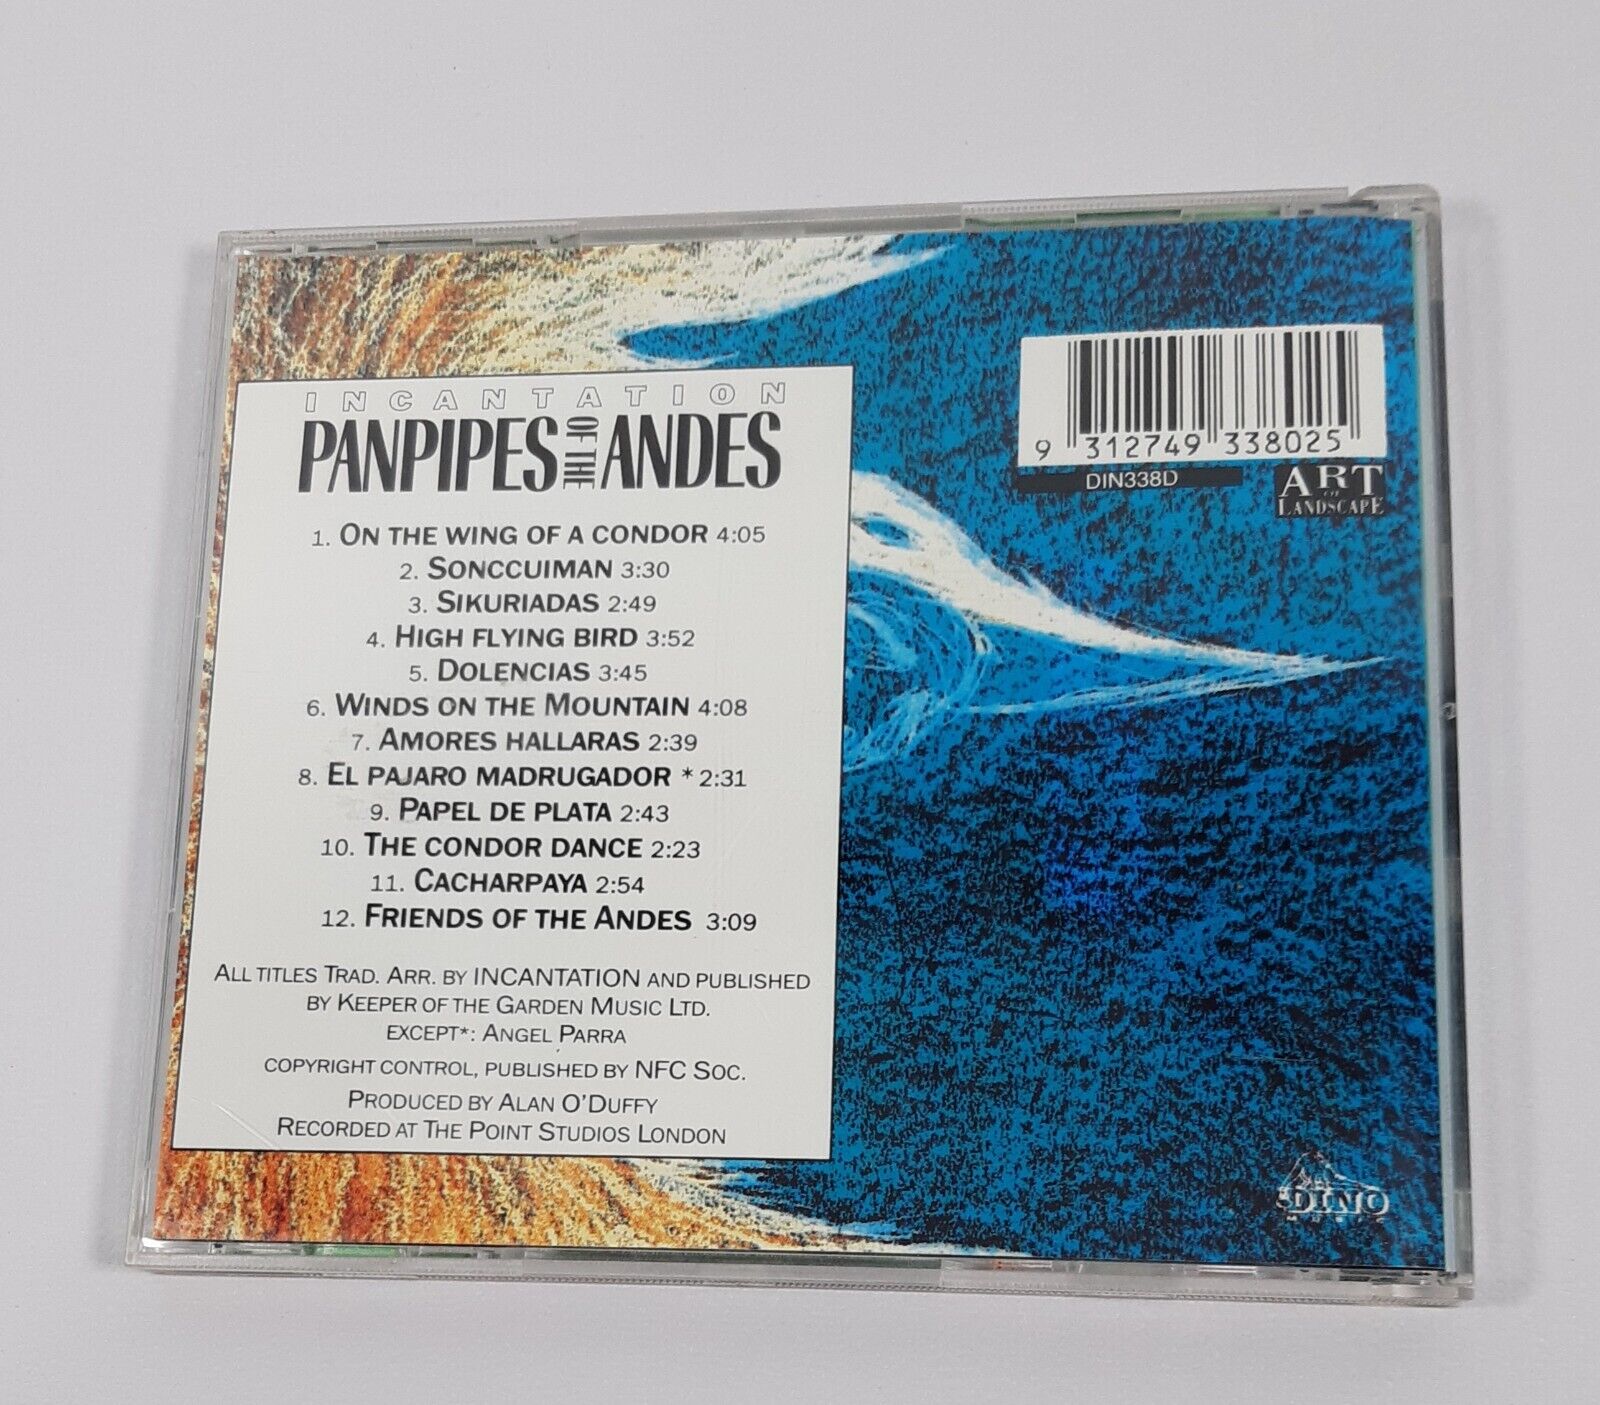 INCANTATION
PANPIPES OF THE ANDES
1. ON THE WING OF A CONDOR 4:05
2. SONCCUIMAN 3:30
3. SIKURIADAS 2:49
4. HIGH FLYING BIRD 3:52
5. DOLENCIAS 3:45
6. WINDS ON THE MOUNTAIN 4:08
7. AMORES HALLARAS 2:39
8. EL PAJARO MADRUGADOR * 2:31
9. PAPEL DE PLATA 2:43
10. THE CONDOR DANCE 2:23
11. CACHARPAYA 2:54
12. FRIENDS OF THE ANDES 3:09
ALL TITLES TRAD. ARR. BY INCANTATION AND PUBLISHED
BY KEEPER OF THE GARDEN MUSIC LTD.
EXCEPT*: ANGEL PARRA
COPYRIGHT CONTROL, PUBLISHED BY NFC SOC.
PRODUCED BY ALAN O'DUFFY
RECORDED AT THE POINT STUDIOS LONDON
9 312749 338025
DIN338D
ART
OF
LANDSCAPE
DINO
MUSIC